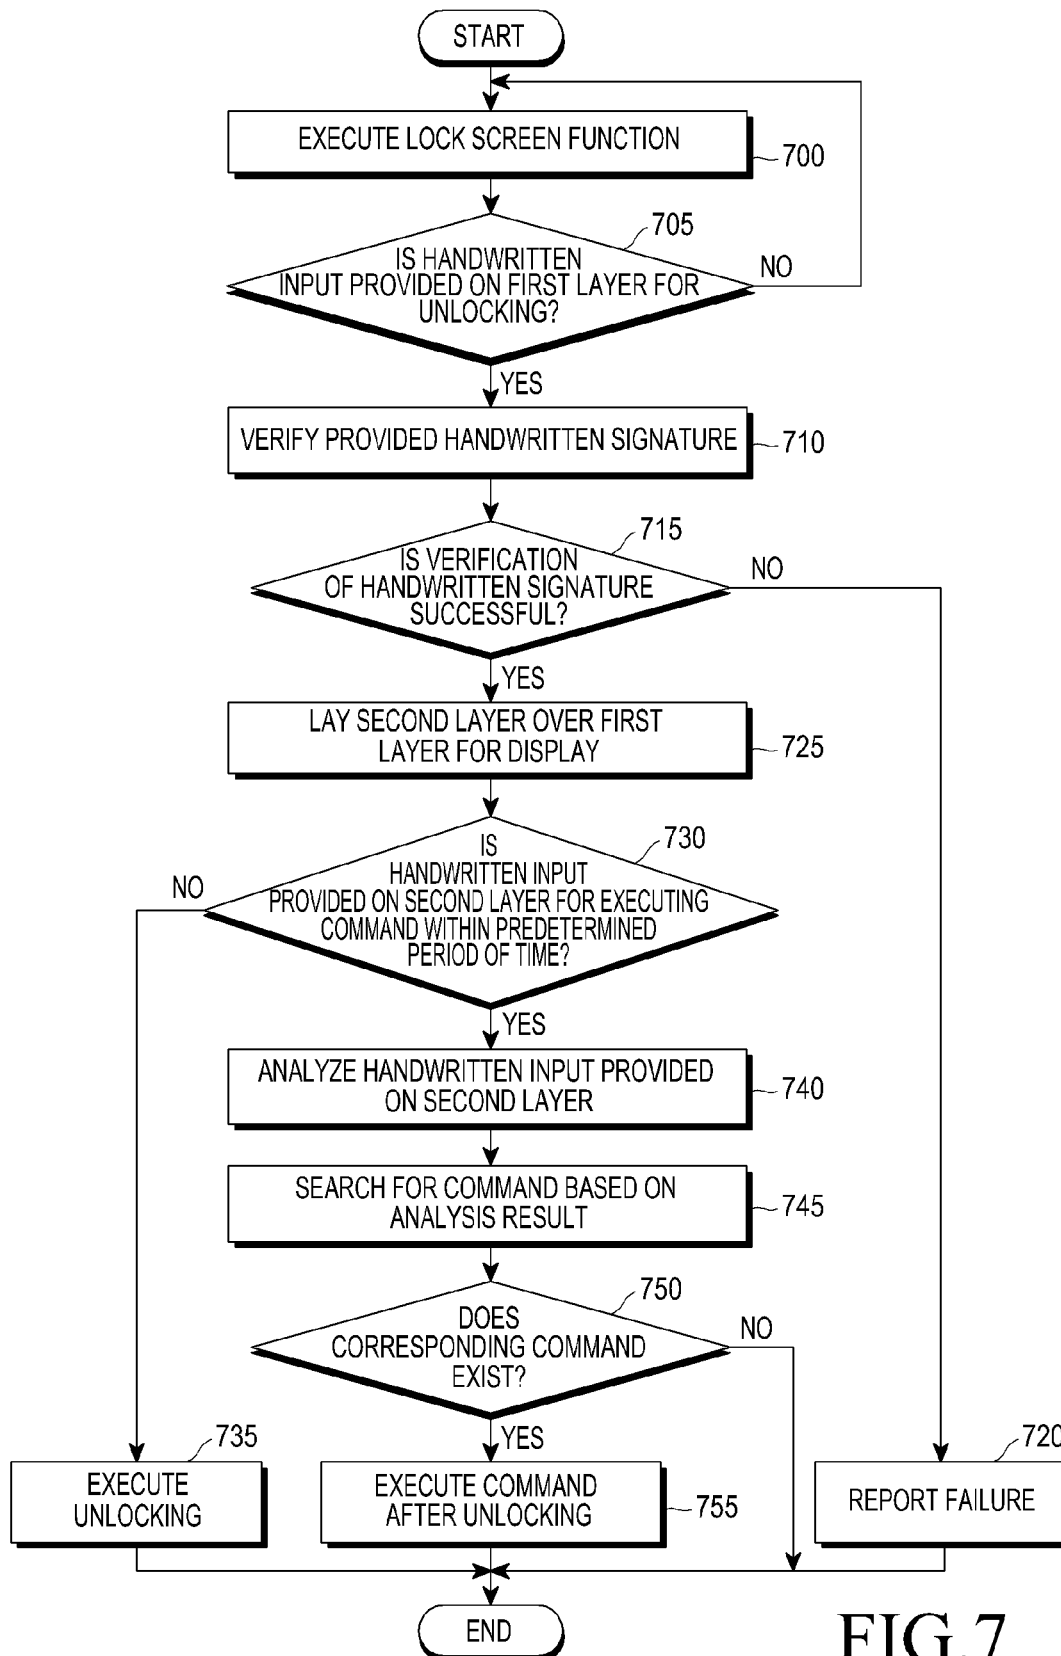 START
EXECUTE LOCK SCREEN FUNCTION
700
705
IS HANDWRITTEN
INPUT PROVIDED ON FIRST LAYER FOR
UNLOCKING?
NO
YES
VERIFY PROVIDED HANDWRITTEN SIGNATURE
710
715
IS VERIFICATION
OF HANDWRITTEN SIGNATURE
SUCCESSFUL?
NO
YES
LAY SECOND LAYER OVER FIRST
LAYER FOR DISPLAY
725
730
IS
HANDWRITTEN INPUT
PROVIDED ON SECOND LAYER FOR EXECUTING
COMMAND WITHIN PREDETERMINED
PERIOD OF TIME?
NO
YES
ANALYZE HANDWRITTEN INPUT PROVIDED
ON SECOND LAYER
740
SEARCH FOR COMMAND BASED ON
ANALYSIS RESULT
745
750
DOES
CORRESPONDING COMMAND
EXIST?
NO
YES
735
EXECUTE
UNLOCKING
EXECUTE COMMAND
AFTER UNLOCKING
755
720
REPORT FAILURE
END
FIG.7